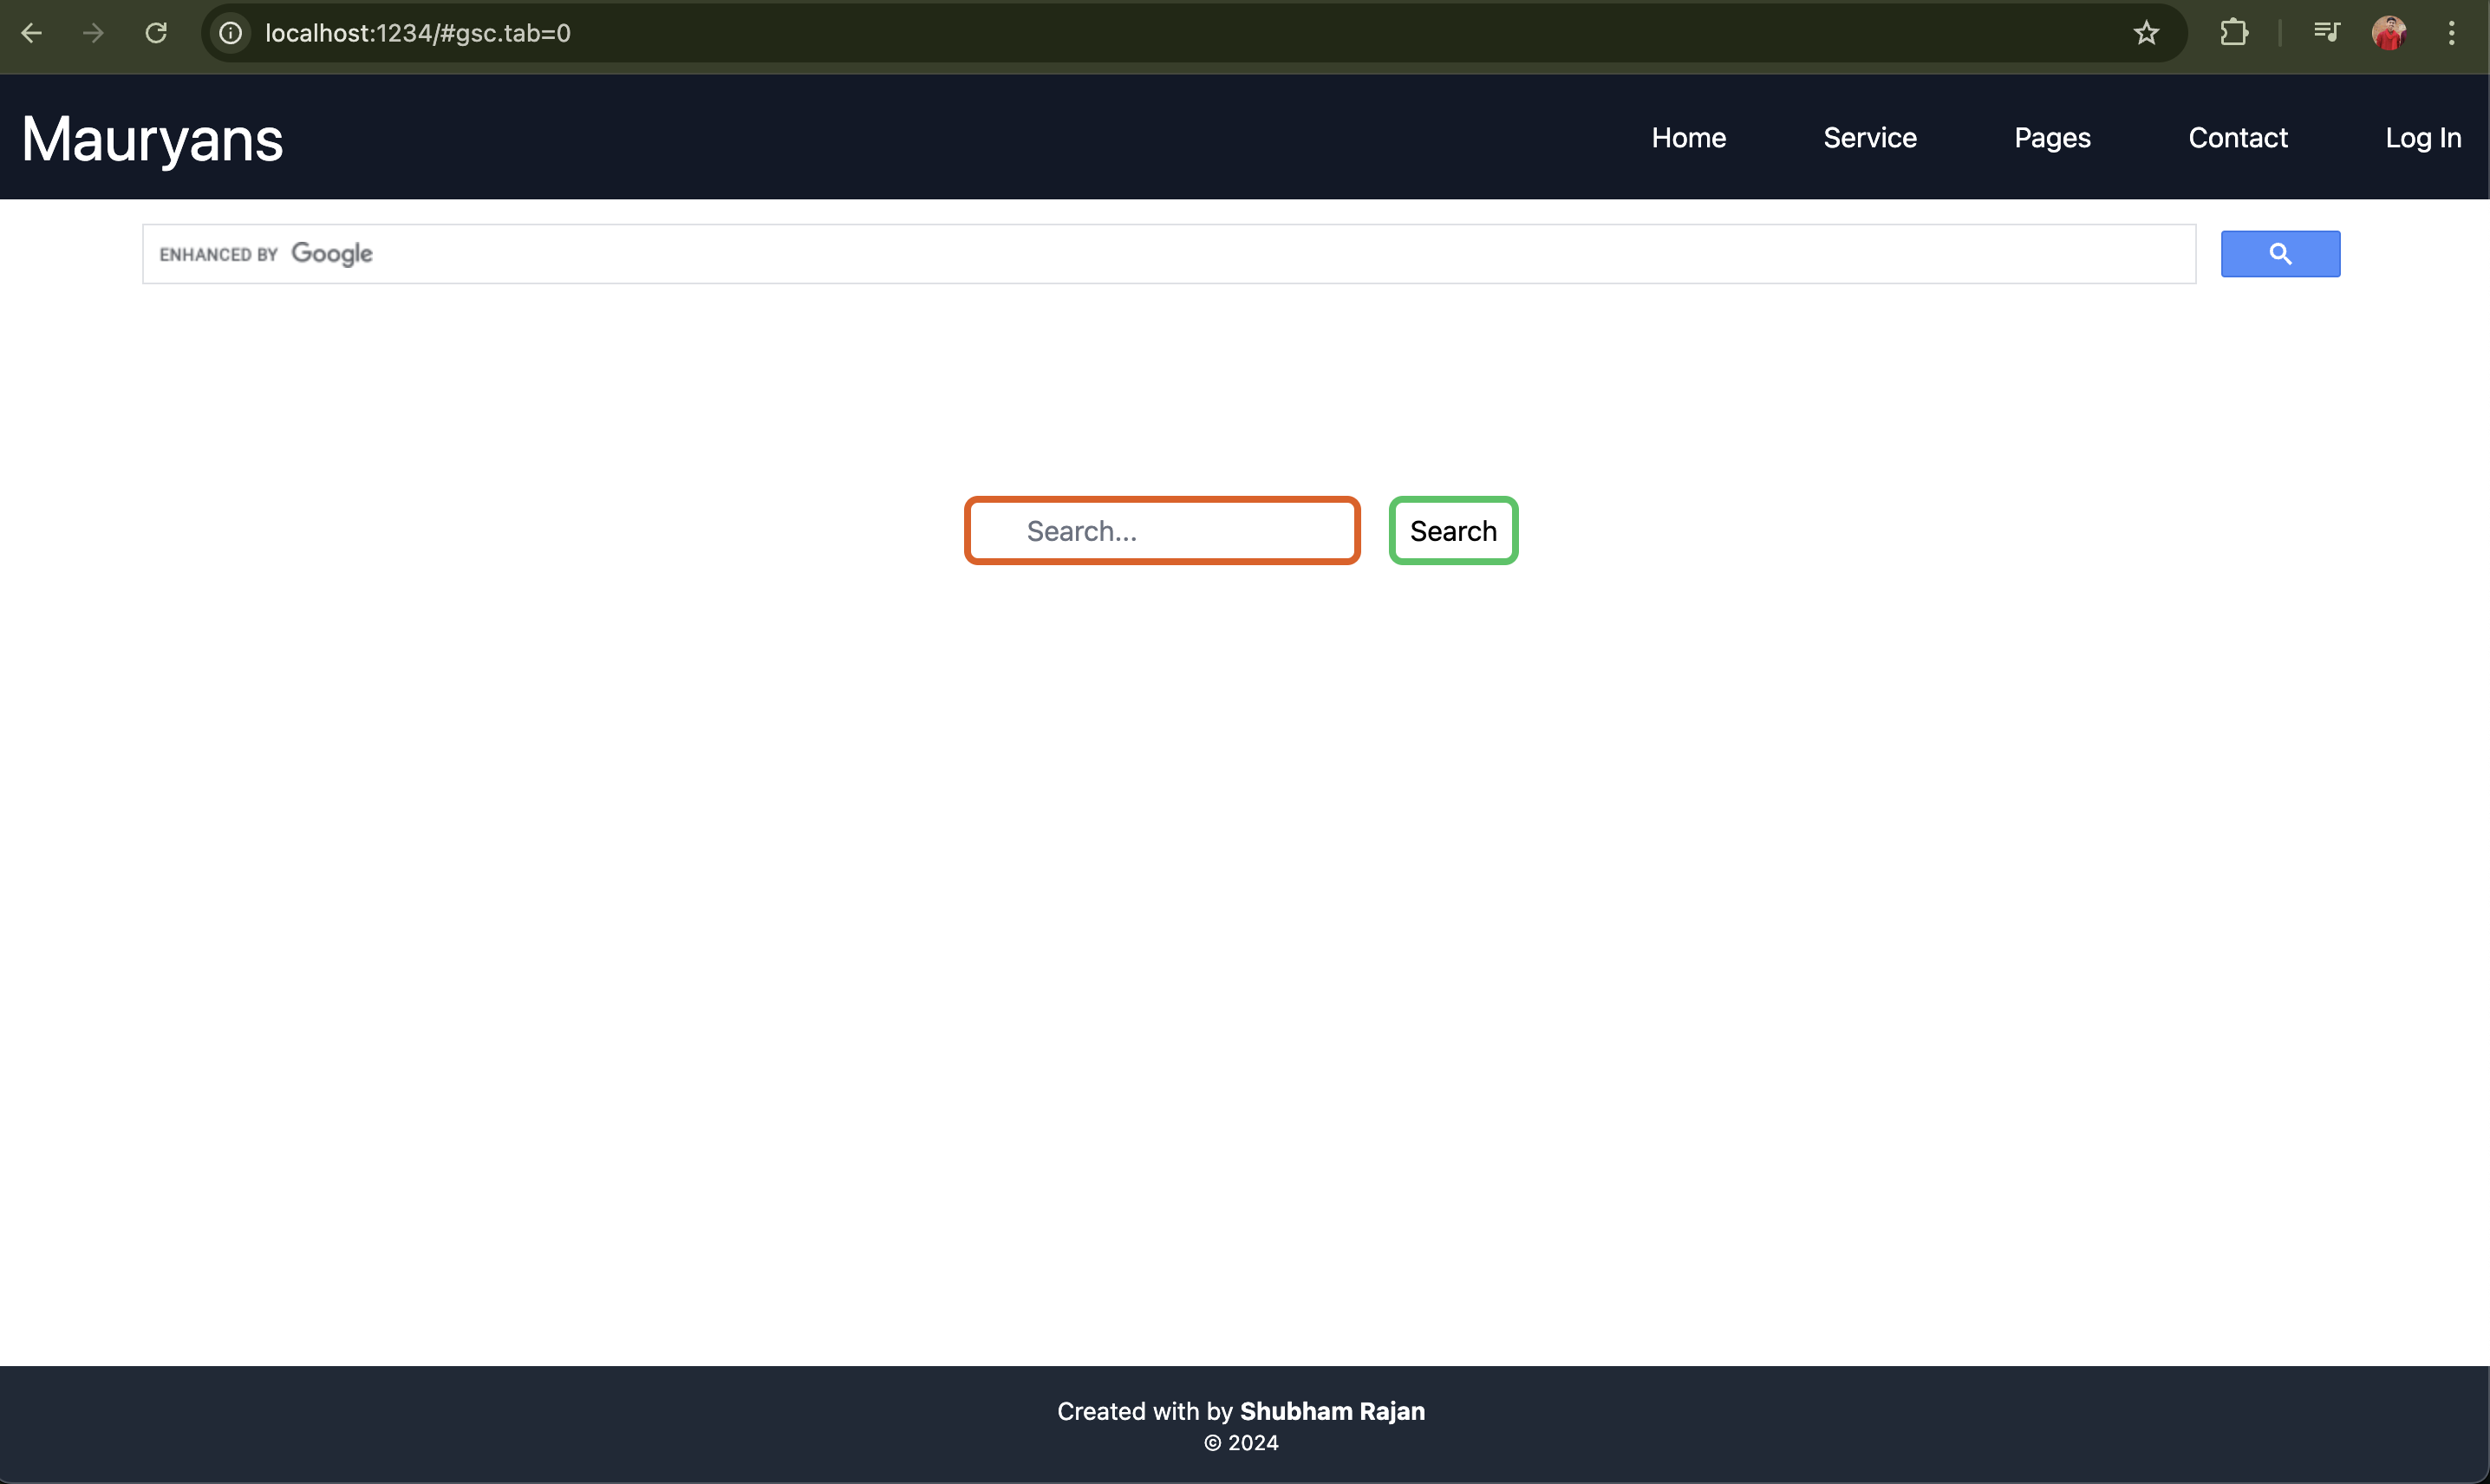 localhost:1234/#gsc.tab=0
Mauryans
Home Service Pages Contact Log In
ENHANCED BY Google
Search...
Search
Created with by Shubham Rajan
© 2024